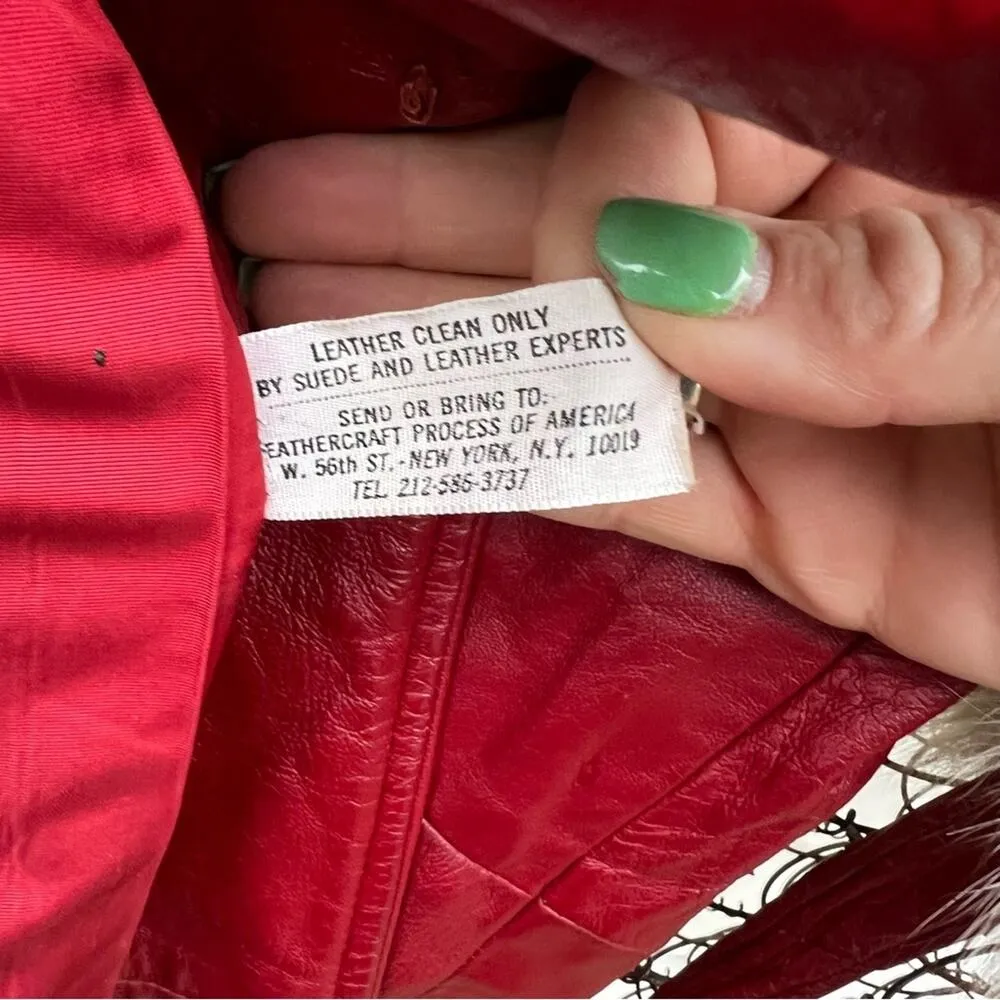 LEATHER CLEAN ONLY
BY SUEDE AND LEATHER EXPERTS
SEND OR BRING TO:
EATHERCRAFT PROCESS OF AMERICA
W. 56th ST.-NEW YORK, N.Y. 10019
TEL. 212-586-3737